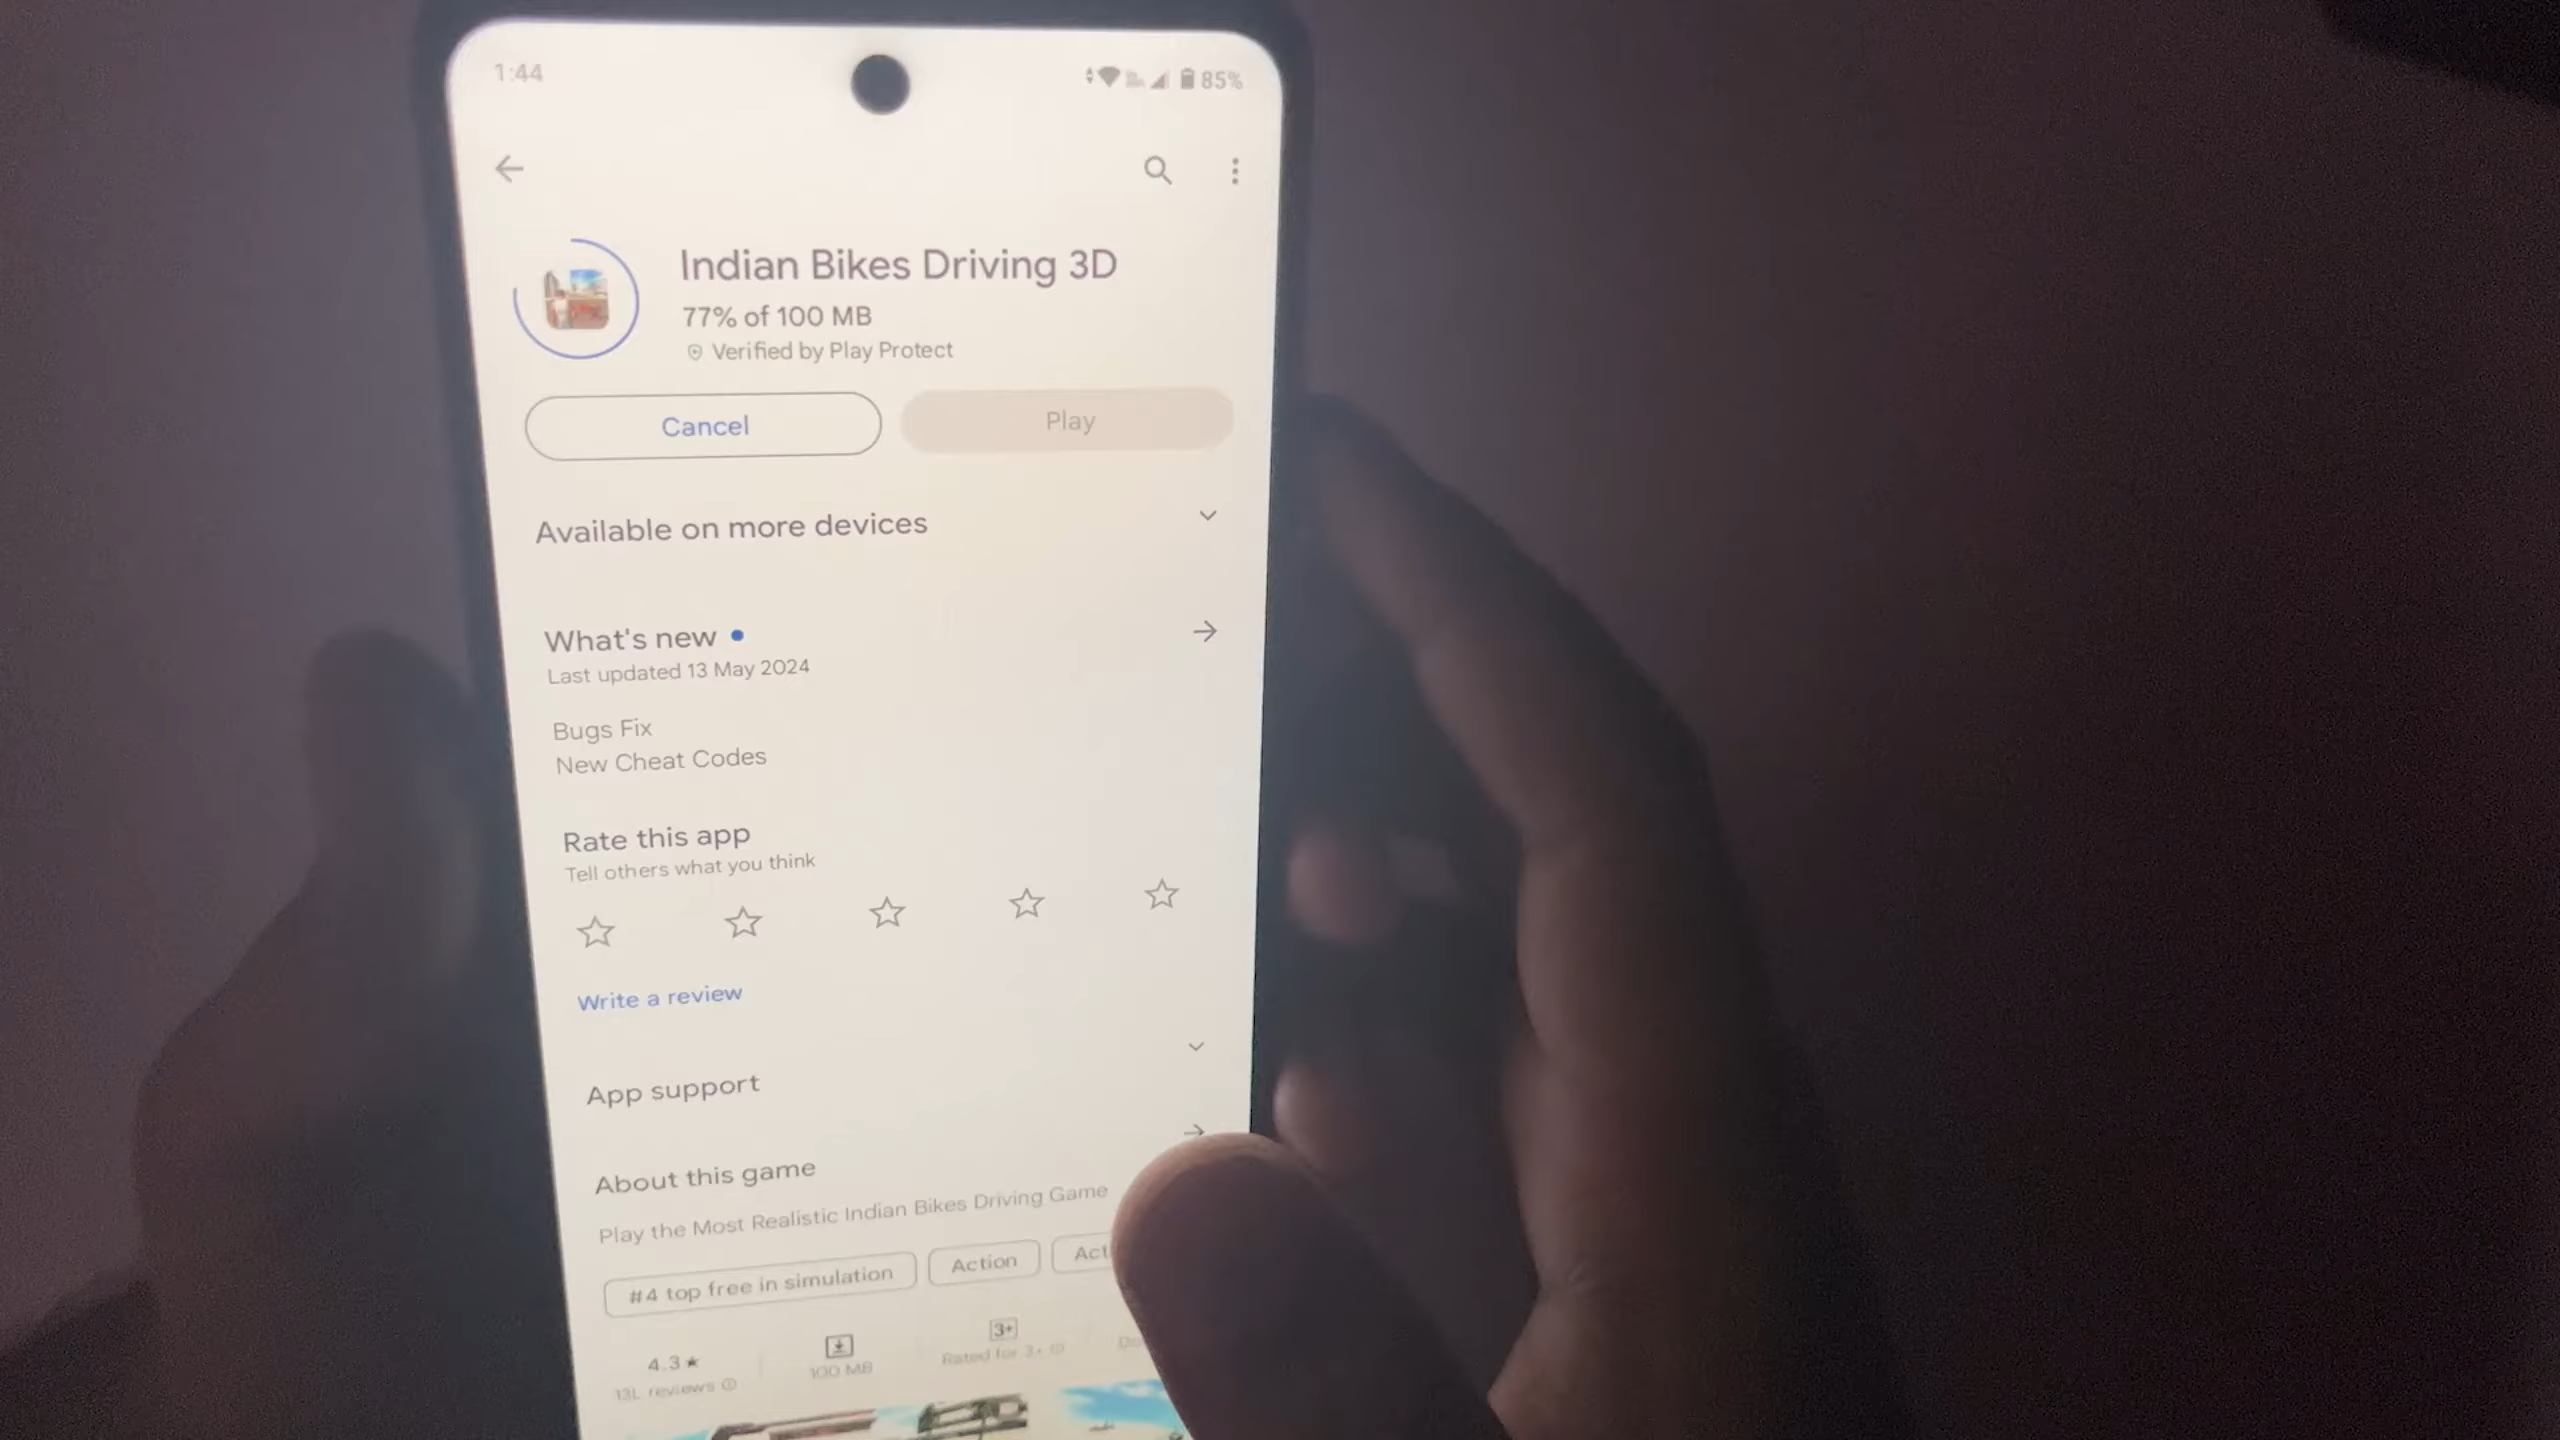 1:44
85%
Indian Bikes Driving 3D
77% of 100 MB
Verified by Play Protect
Cancel
Play
Available on more devices
What's new
Last updated 13 May 2024
Bugs Fix
New Cheat Codes
Rate this app
Tell others what you think
Write a review
App support
About this game
Play the Most Realistic Indian Bikes Driving Game
#4 top free in simulation
Action
Act
4.3★
3+
13L reviews
100 MB
Rated for 3+